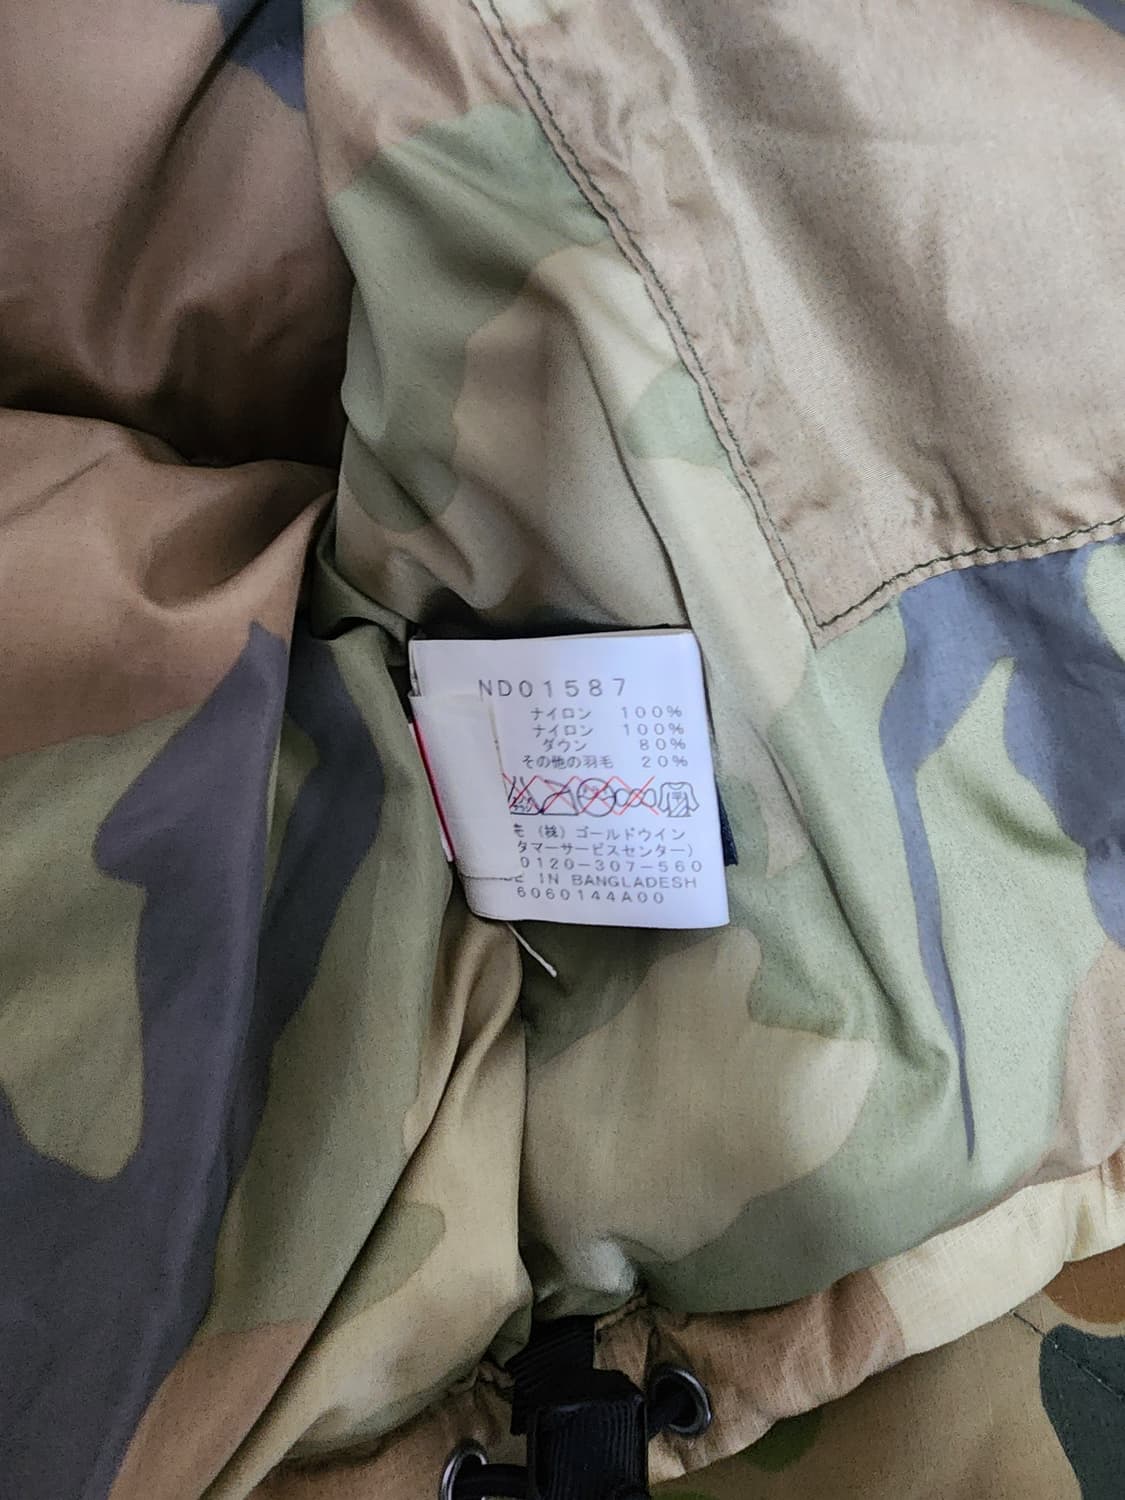 ND01587
ナイロン 100%
ナイロン 100%
ダウン 80%
その他の羽毛 20%
(株)ゴールドウイン
タマーサービスセンター)
0120-307-560
IN BANGLADESH
6060144A00